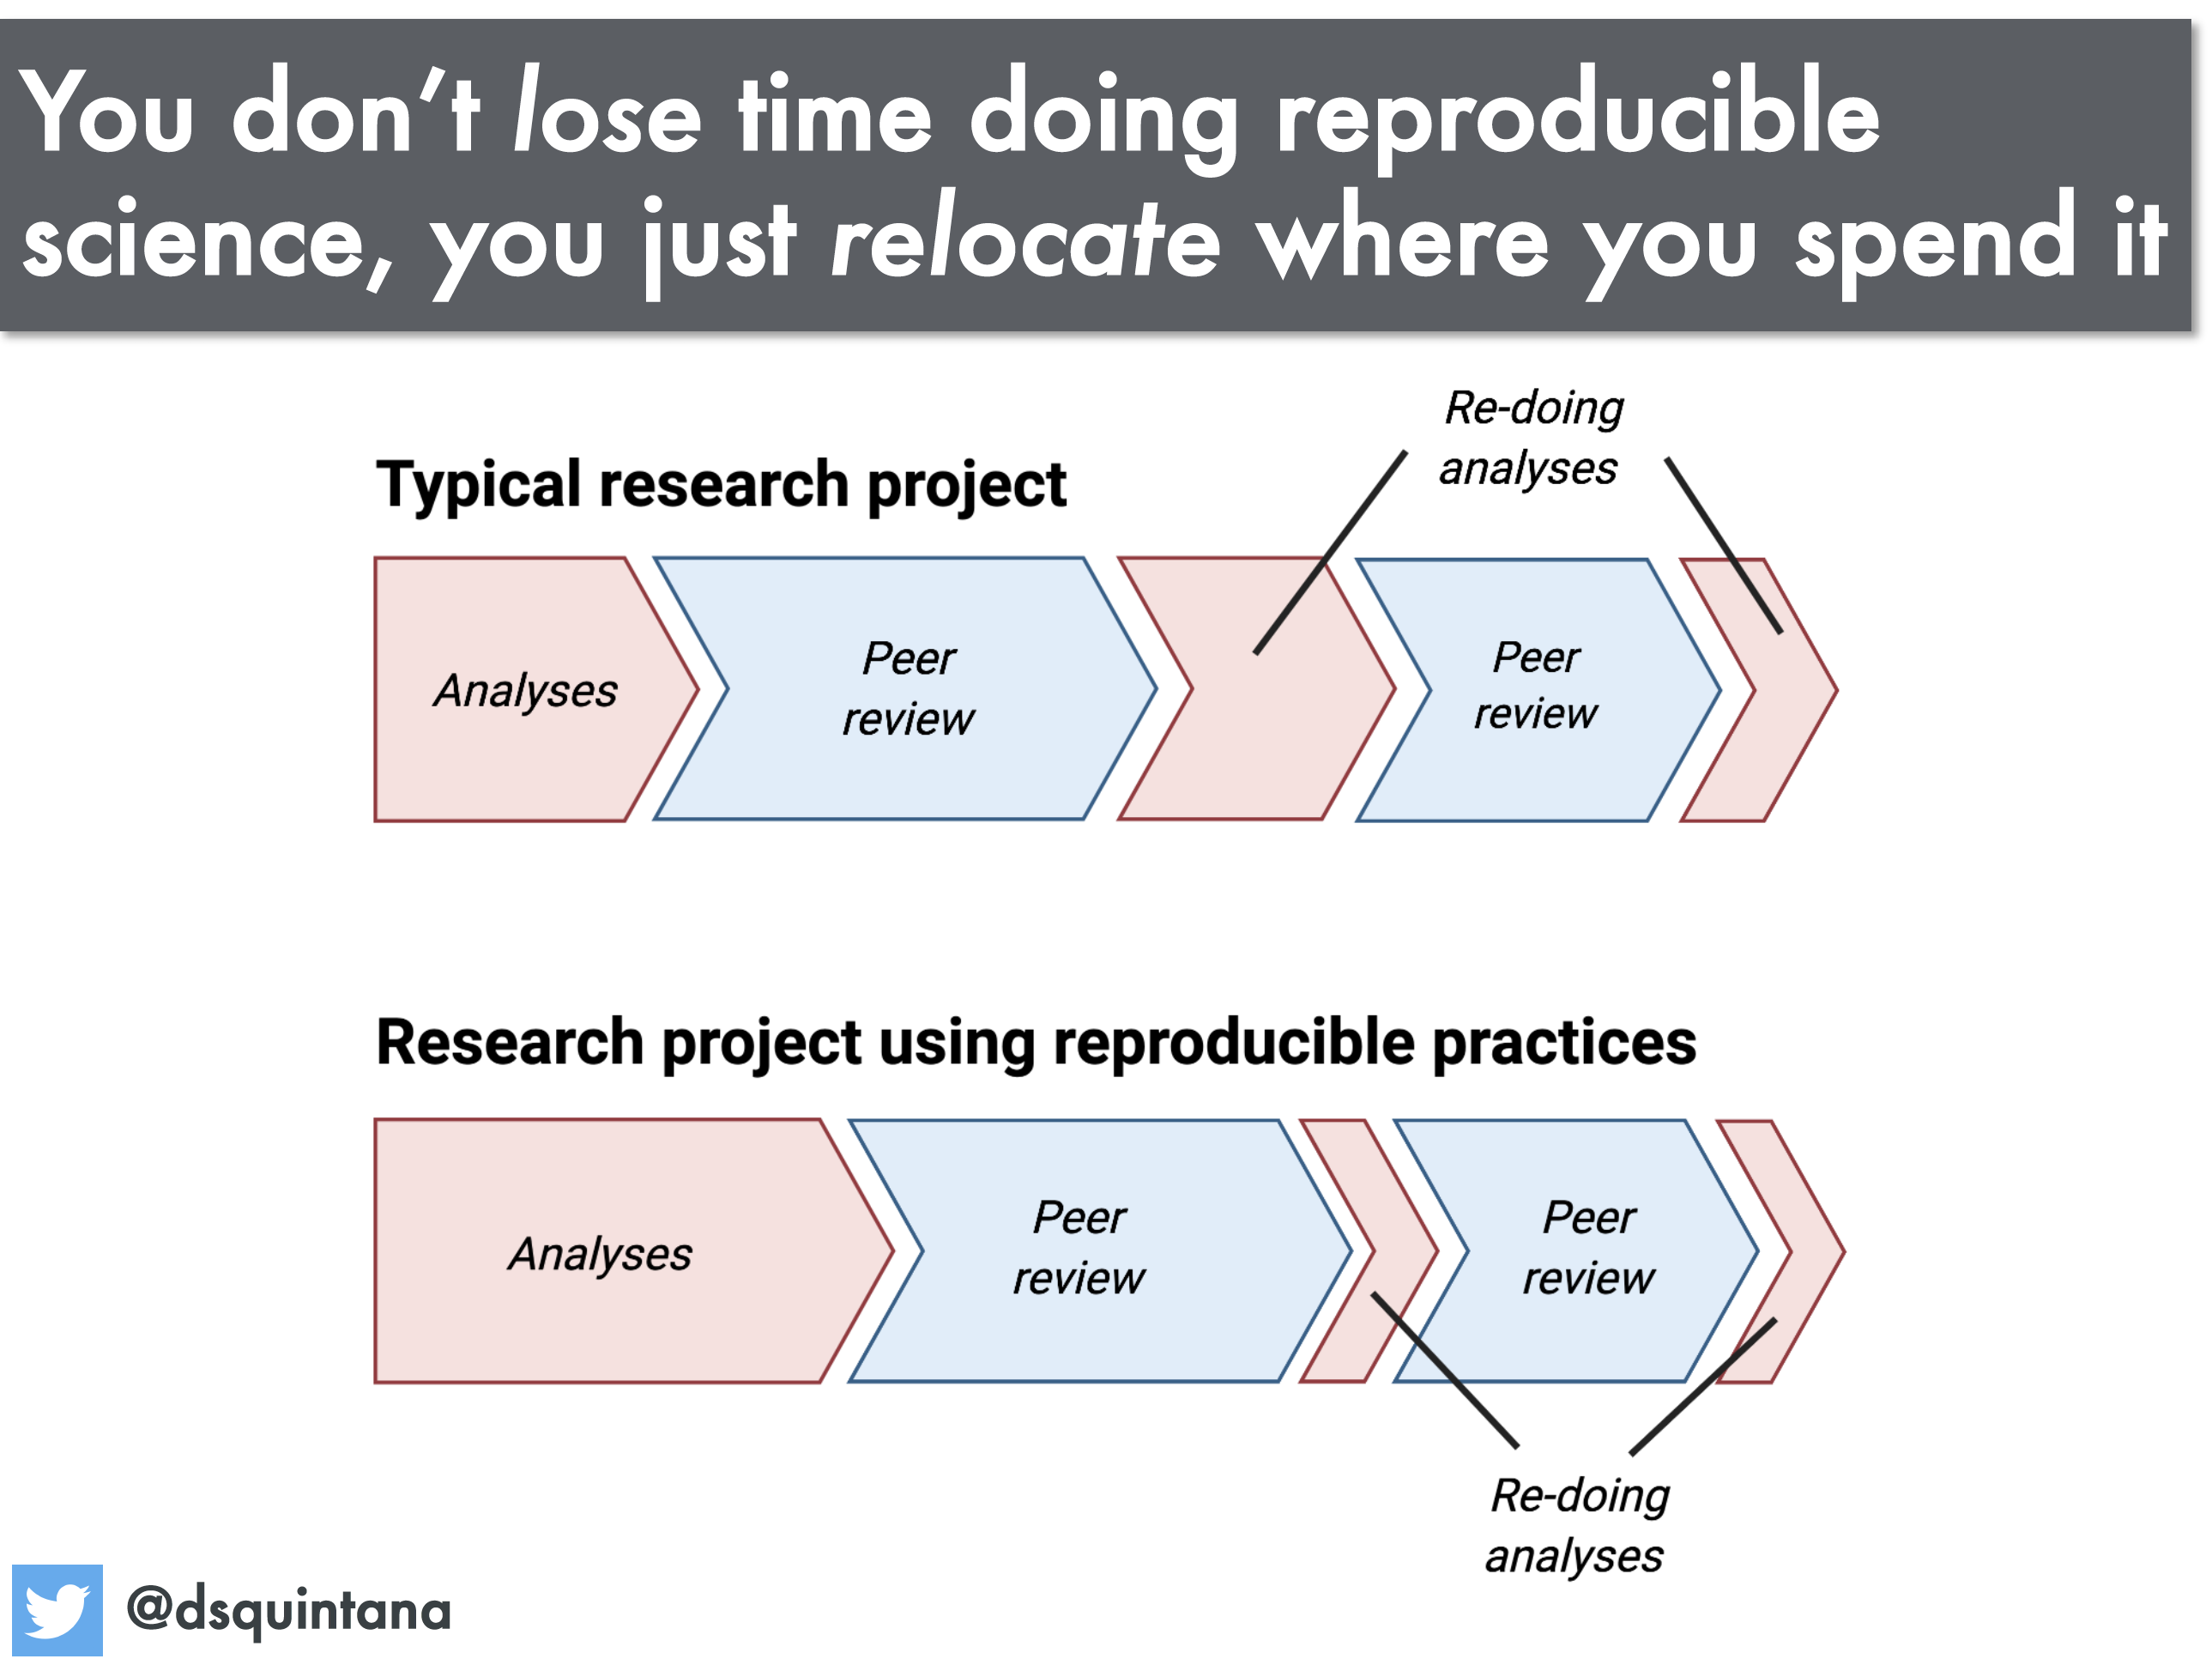 You don’t lose time doing reproducible
science, you just relocate where you spend it
Re-doing
analyses
Typical research project
Analyses
Peer
review
Peer
review
Research project using reproducible practices
Analyses
Peer
review
Peer
review
Re-doing
analyses
@dsquintana